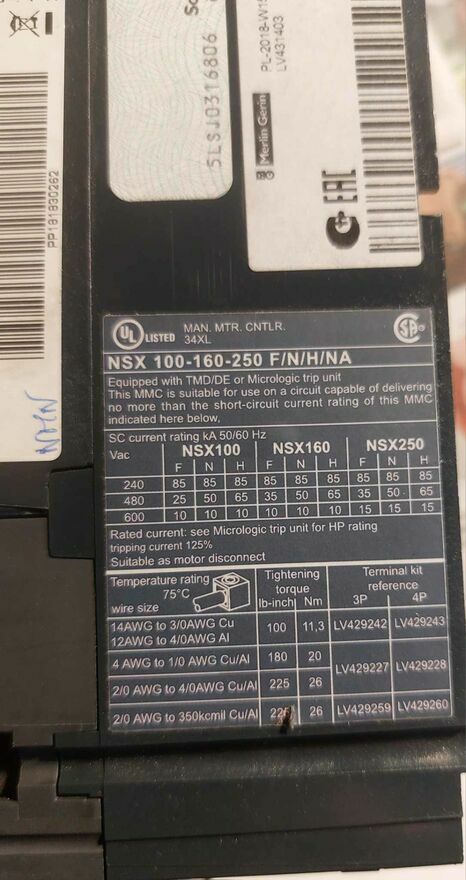 PP181830262
5LSJ0316806
Merlin Gerin
LV431403
EAC
UL LISTED
MAN. MTR. CNTLR.
34XL
NSX 100-160-250 F/N/H/NA
Equipped with TMD/DE or Micrologic trip unit
This MMC is suitable for use on a circuit capable of delivering
no more than the short-circuit current rating of this MMC
indicated here below,
SC current rating kA 50/60 Hz
Vac NSX100 NSX160 NSX250
F N H F N H F N H
240 85 85 85 85 85 85 85 85 85
480 25 50 65 35 50 65 35 50 65
600 10 10 10 10 10 10 15 15 15
Rated current: see Micrologic trip unit for HP rating
tripping current 125%
Suitable as motor disconnect
Temperature rating 75°C wire size Tightening torque Terminal kit reference
lb-inch Nm 3P 4P
14AWG to 3/0AWG Cu 100 11,3 LV429242 LV429243
12AWG to 4/0AWG Al
4 AWG to 1/0 AWG Cu/Al 180 20 LV429227 LV429228
2/0 AWG to 4/0AWG Cu/Al 225 26
2/0 AWG to 350kcmil Cu/Al 225 26 LV429259 LV429260